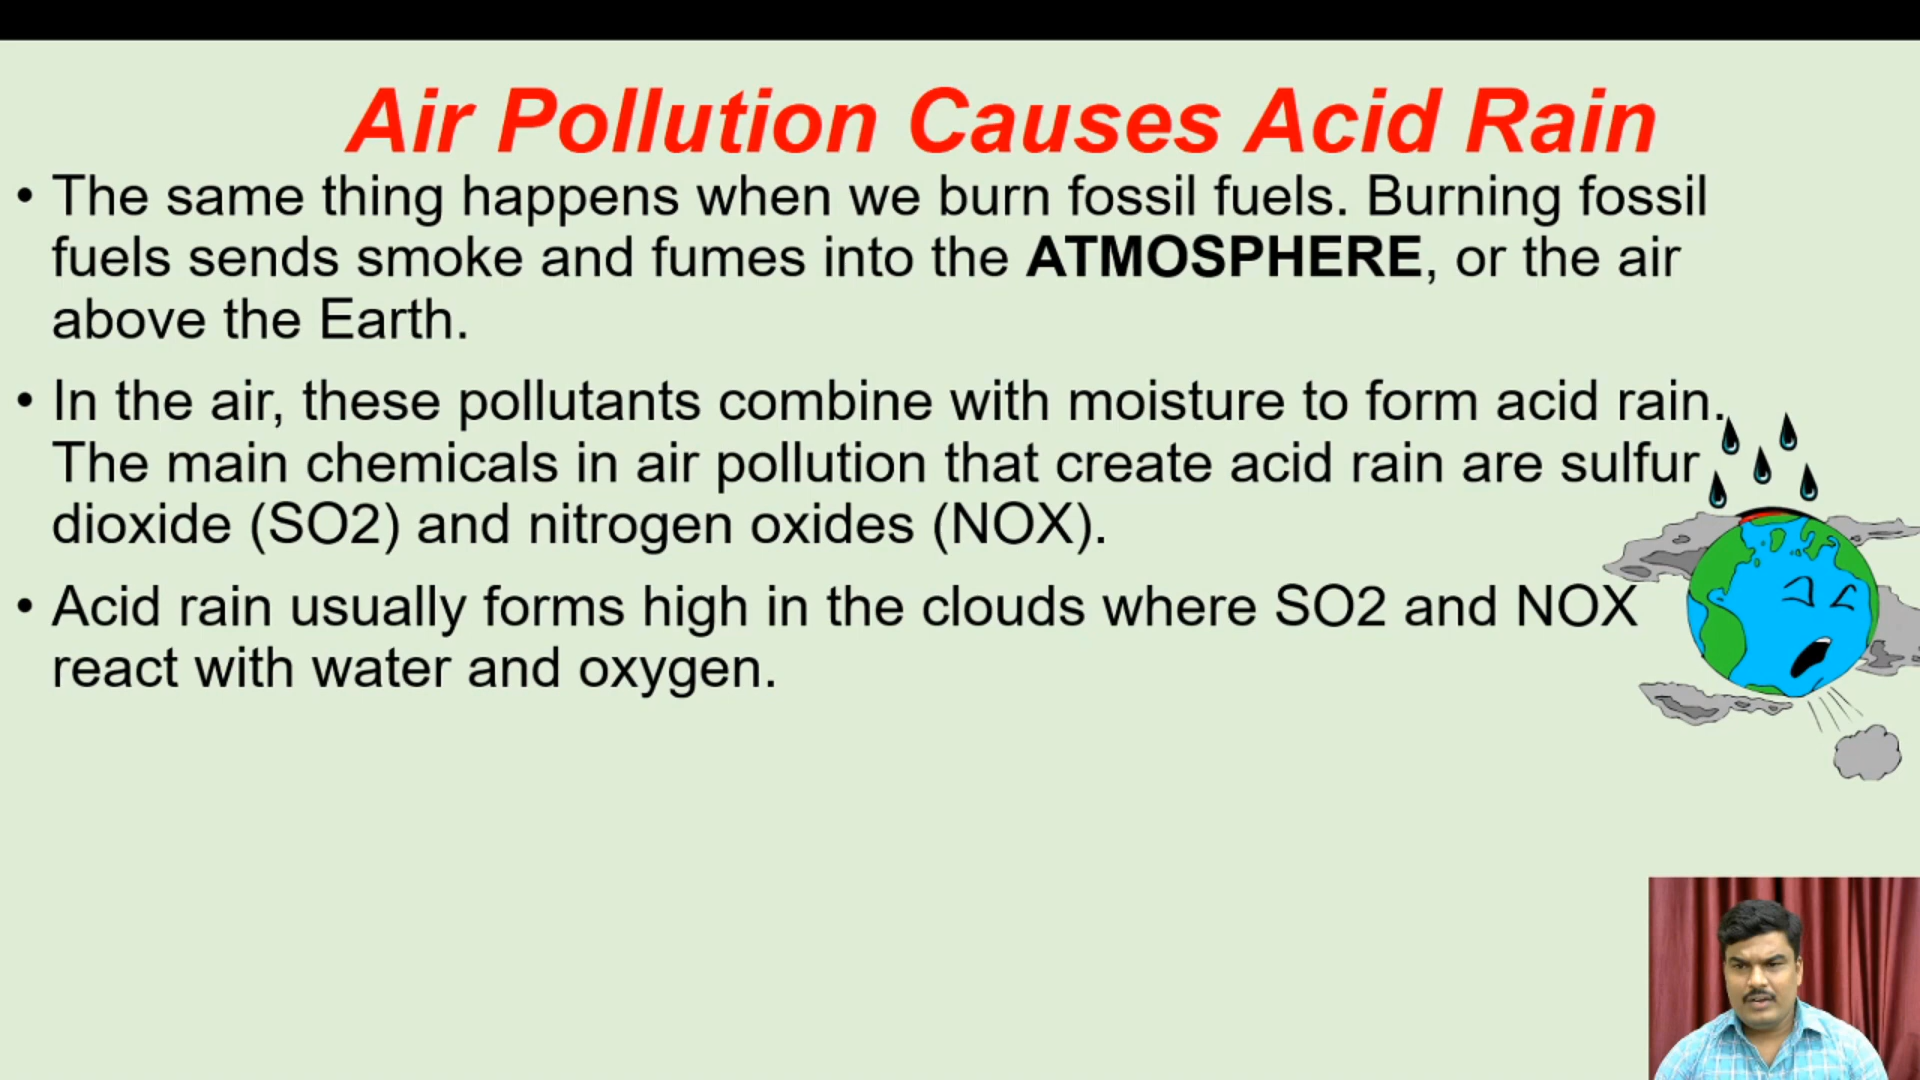 Air Pollution Causes Acid Rain
• The same thing happens when we burn fossil fuels. Burning fossil
fuels sends smoke and fumes into the ATMOSPHERE, or the air
above the Earth.
• In the air, these pollutants combine with moisture to form acid rain.
The main chemicals in air pollution that create acid rain are sulfur
dioxide (SO2) and nitrogen oxides (NOX).
• Acid rain usually forms high in the clouds where SO2 and NOX
react with water and oxygen.